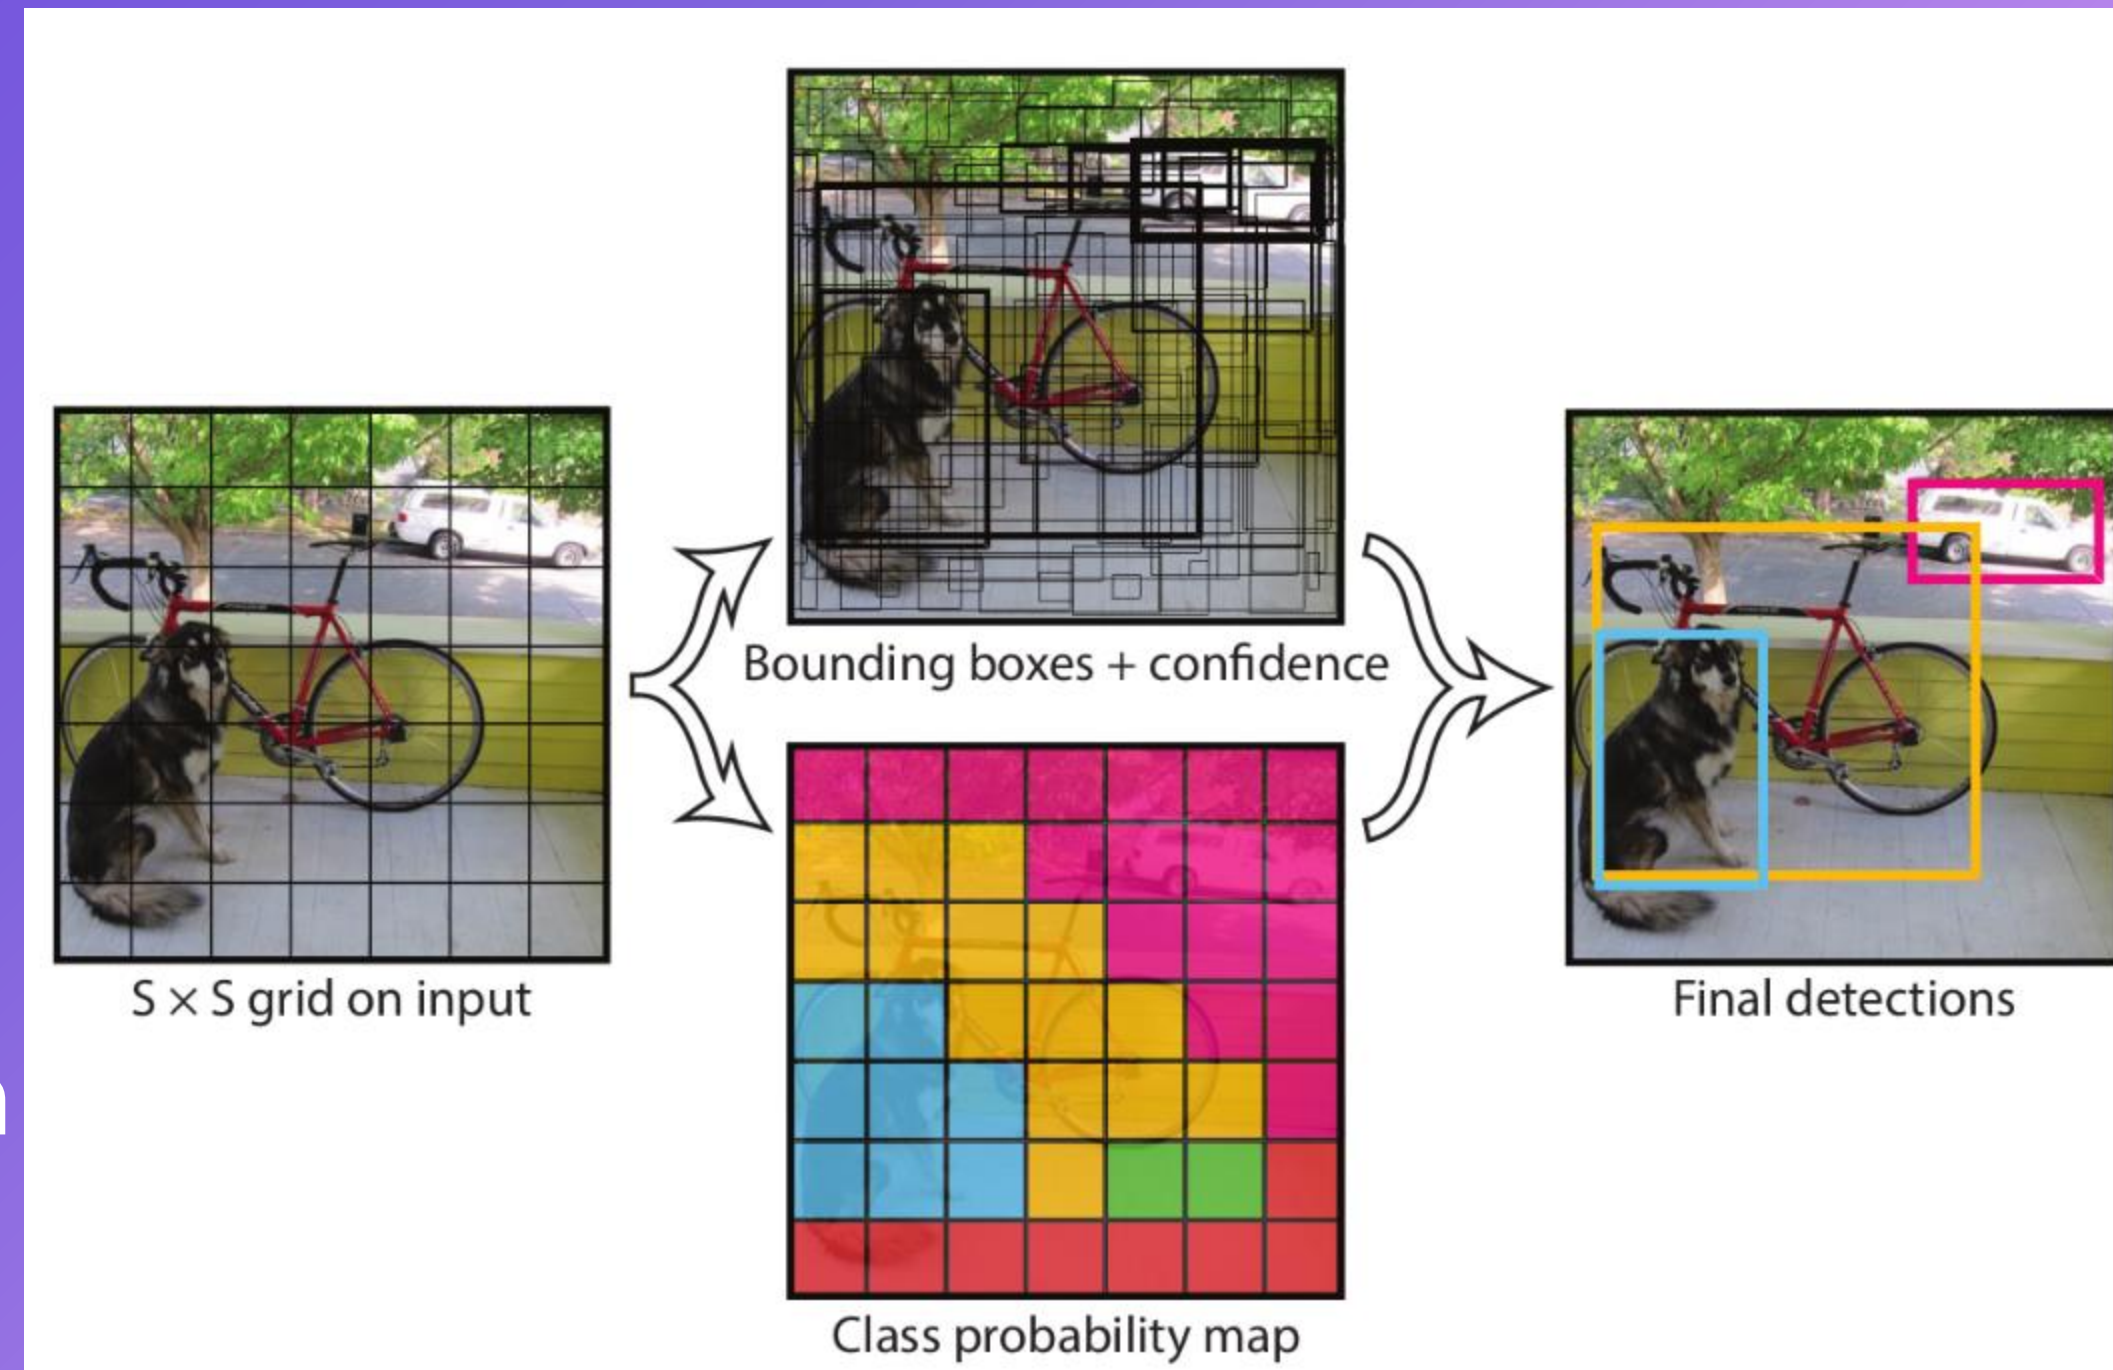 Bounding boxes + confidence
S × S grid on input
Final detections
Class probability map